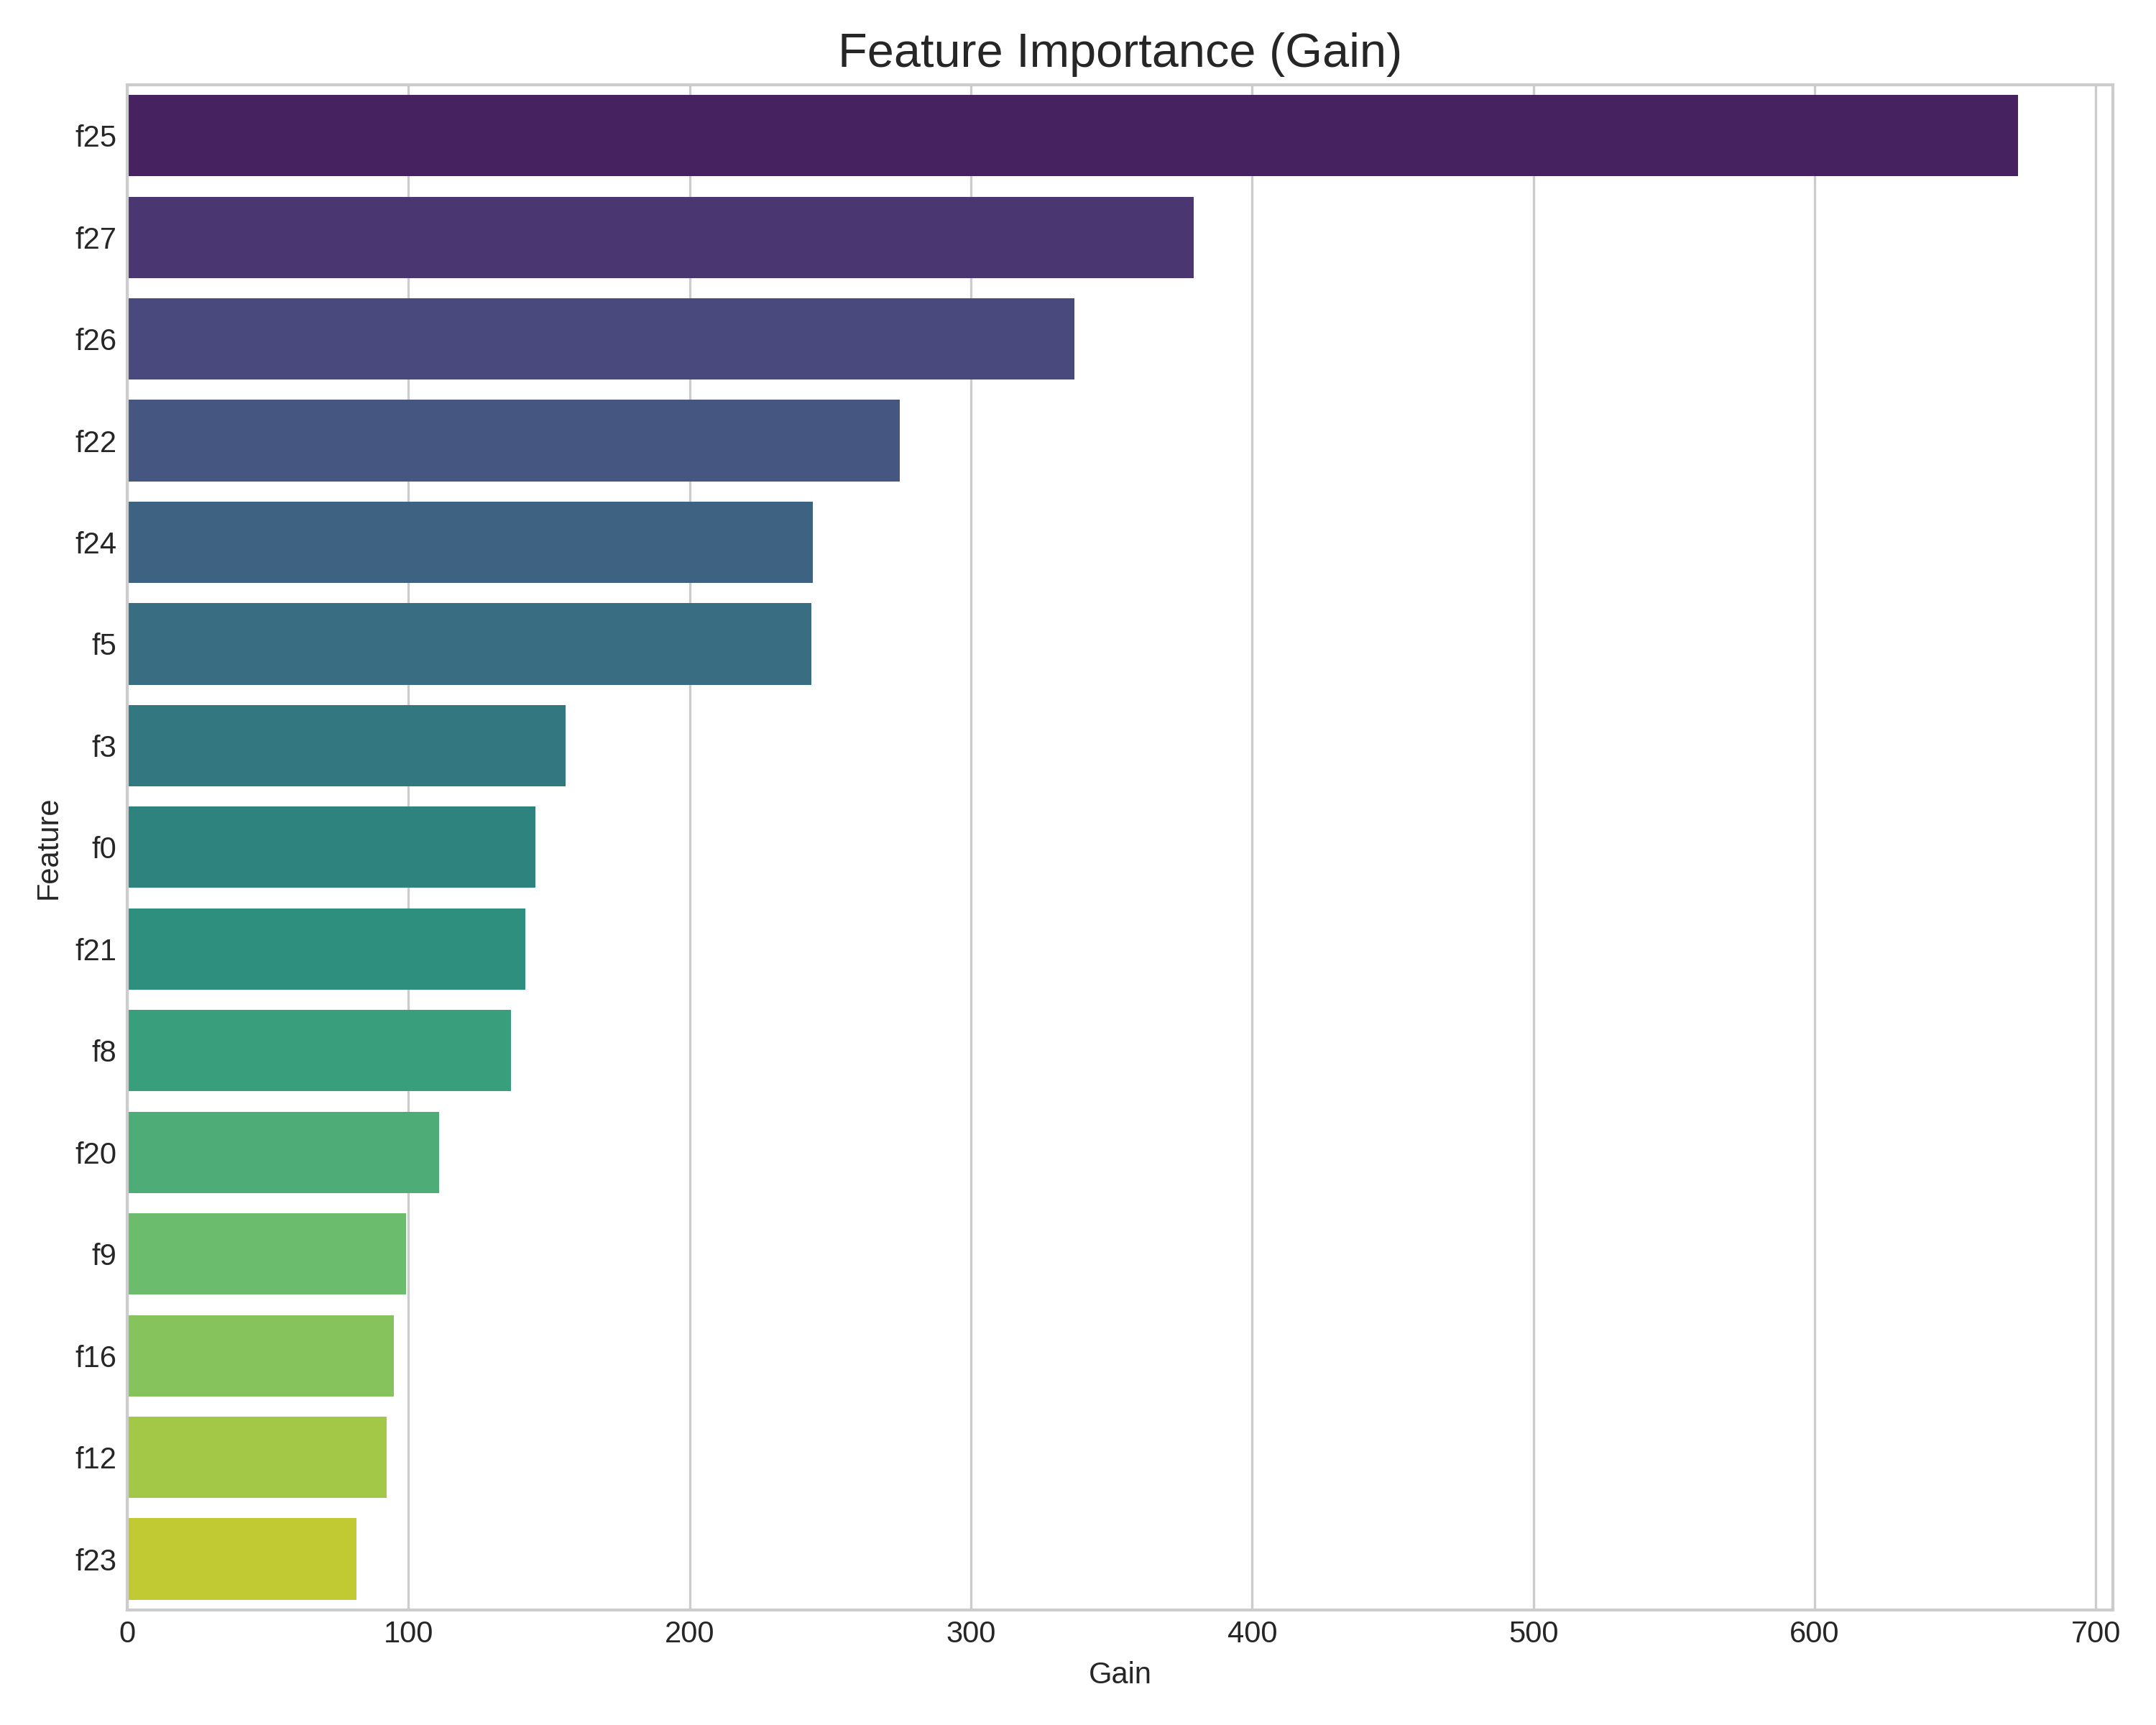 Feature Importance (Gain)
f25
f27
f26
f22
f24
f5
f3
f0
f21
f8
f20
f9
f16
f12
f23
Feature
0 100 200 300 400 500 600 700
Gain